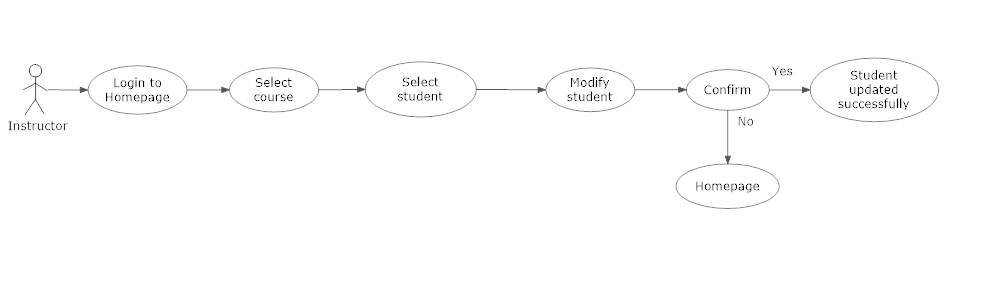 Instructor
Login to
Homepage
Select
course
Select
student
Modify
student
Confirm
Yes
Student
updated
successfully
No
Homepage